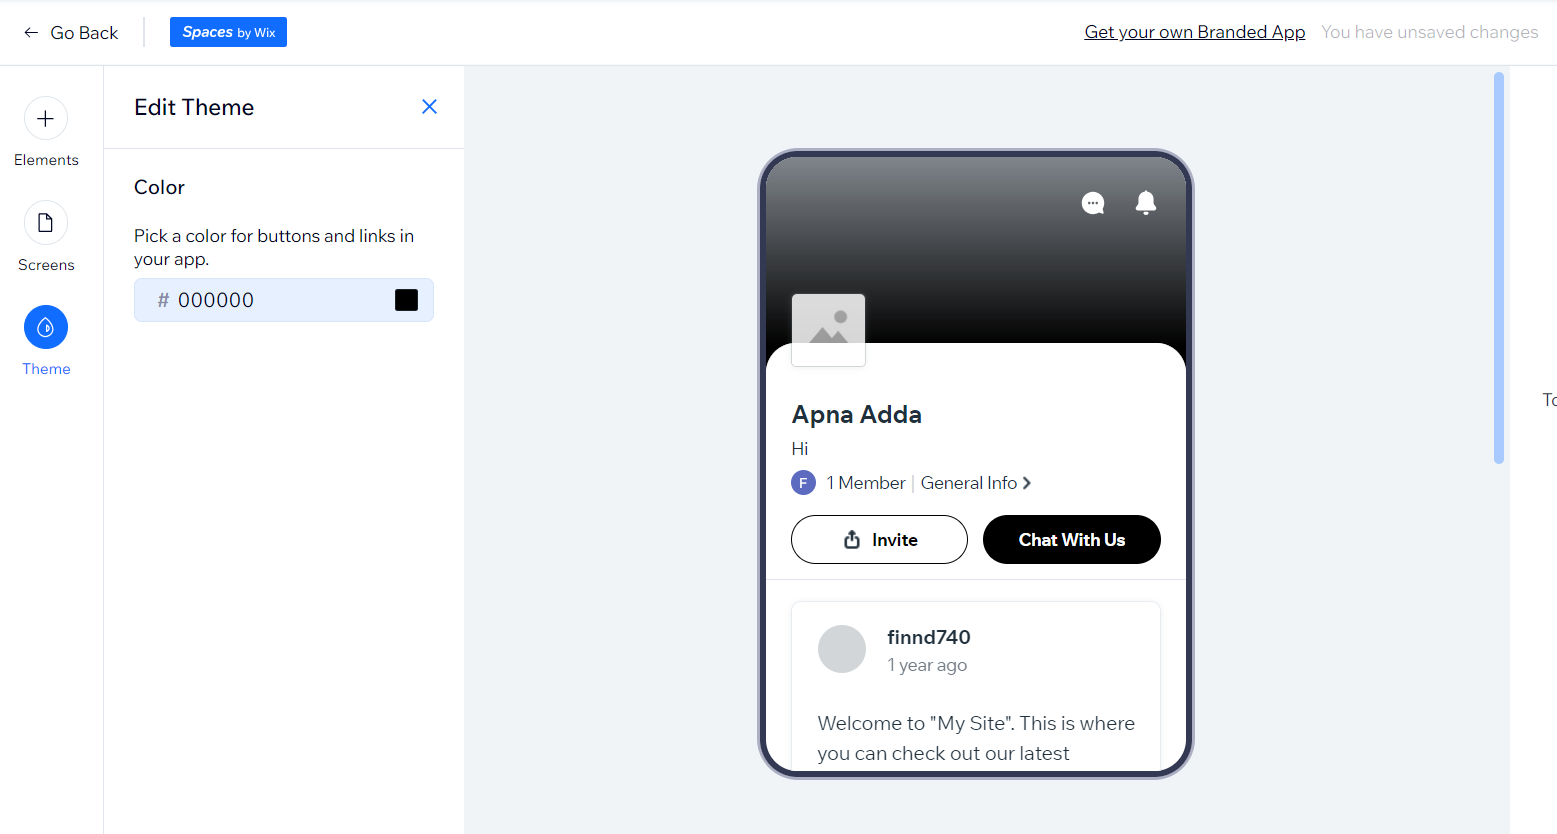 Go Back
Spaces by Wix
Get your own Branded App
You have unsaved changes
Elements
Screens
Theme
Edit Theme
Color
Pick a color for buttons and links in
your app.
# 000000
Apna Adda
Hi
F 1 Member | General Info
Invite
Chat With Us
finnd740
1 year ago
Welcome to "My Site". This is where
you can check out our latest